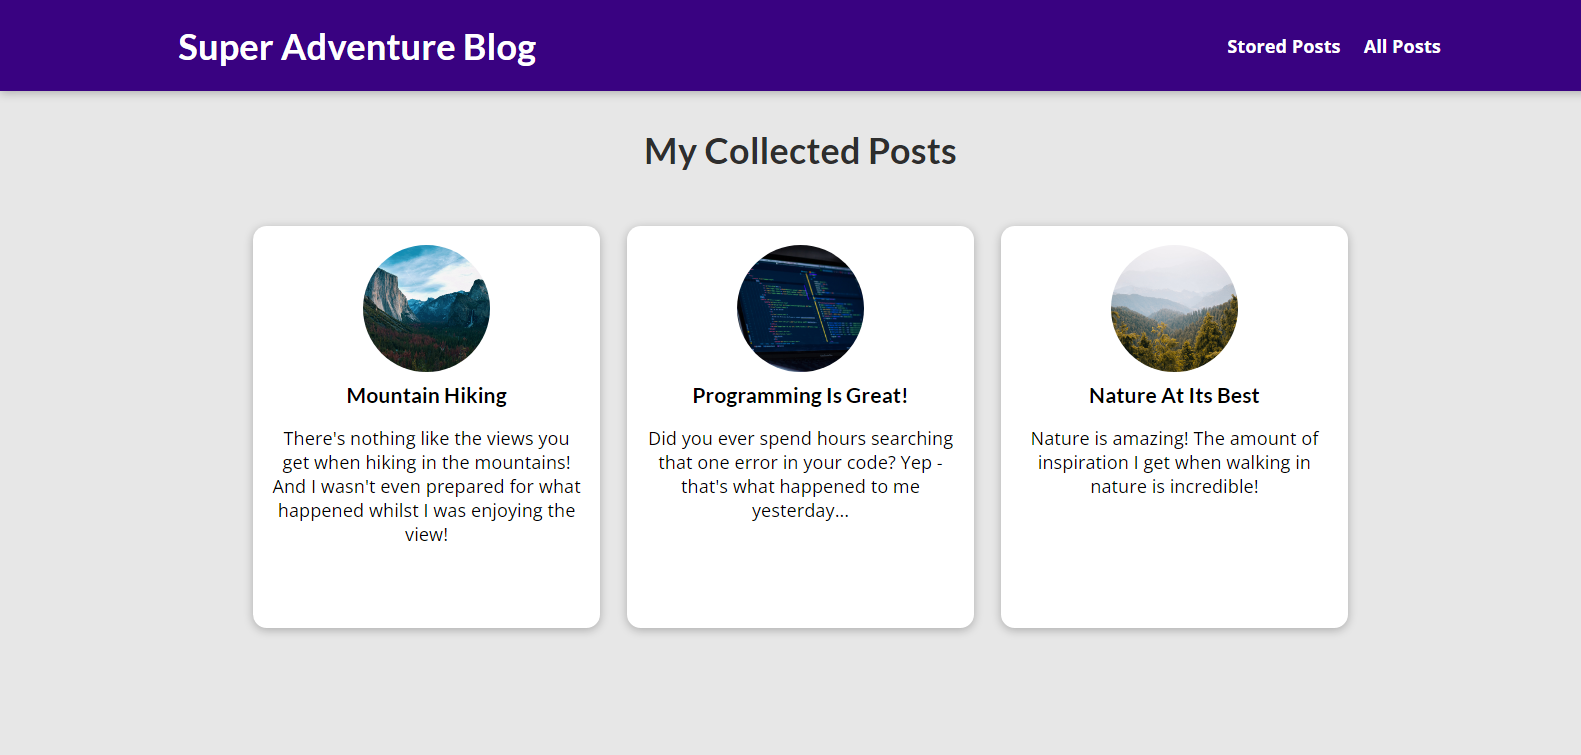 Super Adventure Blog
Stored Posts
All Posts
My Collected Posts
Mountain Hiking
There's nothing like the views you
get when hiking in the mountains!
And I wasn't even prepared for what
happened whilst I was enjoying the
view!
Programming Is Great!
Did you ever spend hours searching
that one error in your code? Yep -
that's what happened to me
yesterday...
Nature At Its Best
Nature is amazing! The amount of
inspiration I get when walking in
nature is incredible!